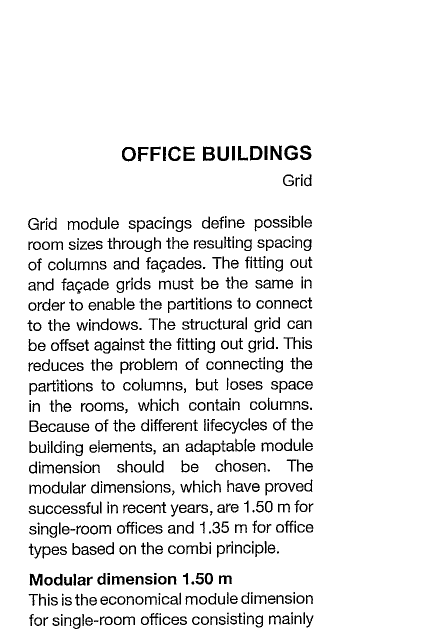 OFFICE BUILDINGS
Grid
Grid module spacings define possible
room sizes through the resulting spacing
of columns and façades. The fitting out
and façade grids must be the same in
order to enable the partitions to connect
to the windows. The structural grid can
be offset against the fitting out grid. This
reduces the problem of connecting the
partitions to columns, but loses space
in the rooms, which contain columns.
Because of the different lifecycles of the
building elements, an adaptable module
dimension should be chosen. The
modular dimensions, which have proved
successful in recent years, are 1.50 m for
single-room offices and 1.35 m for office
types based on the combi principle.
Modular dimension 1.50 m
This is the economical module dimension
for single-room offices consisting mainly